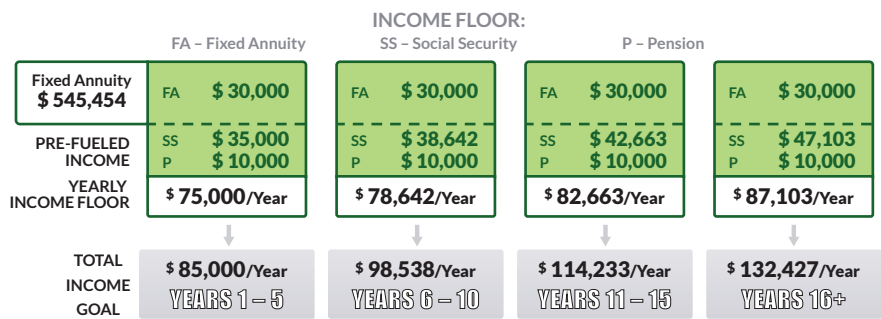 INCOME FLOOR:
FA – Fixed Annuity SS – Social Security P – Pension
Fixed Annuity
$ 545,454
FA $ 30,000 FA $ 30,000 FA $ 30,000 FA $ 30,000
PRE-FUELED
INCOME
SS $ 35,000 SS $ 38,642 SS $ 42,663 SS $ 47,103
P $ 10,000 P $ 10,000 P $ 10,000 P $ 10,000
YEARLY
INCOME FLOOR
$ 75,000/Year $ 78,642/Year $ 82,663/Year $ 87,103/Year
TOTAL
INCOME
GOAL
$ 85,000/Year $ 98,538/Year $ 114,233/Year $ 132,427/Year
YEARS 1 – 5 YEARS 6 – 10 YEARS 11 – 15 YEARS 16+